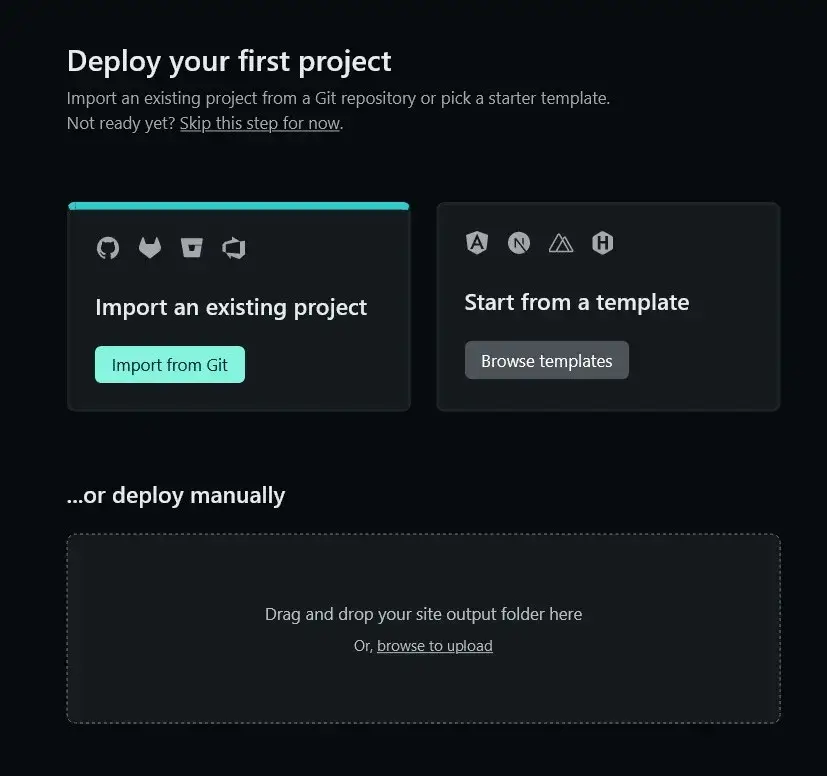 Deploy your first project
Import an existing project from a Git repository or pick a starter template.
Not ready yet? Skip this step for now.
Import an existing project
Import from Git
Start from a template
Browse templates
...or deploy manually
Drag and drop your site output folder here
Or, browse to upload